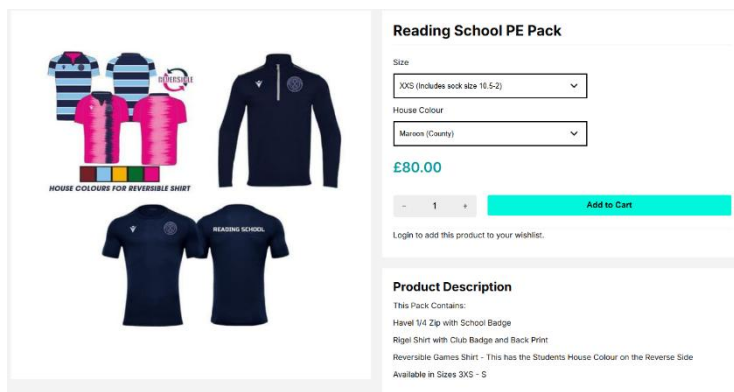 REVERSIBLE
HOUSE COLOURS FOR REVERSIBLE SHIRT
READING SCHOOL
Reading School PE Pack
Size
XXS (Includes sock size 10.5-2)
House Colour
Maroon (County)
£80.00
- 1 +
Add to Cart
Login to add this product to your wishlist.
Product Description
This Pack Contains:
Havel 1/4 Zip with School Badge
Rigel Shirt with Club Badge and Back Print
Reversible Games Shirt - This has the Students House Colour on the Reverse Side
Available in Sizes 3XS - S